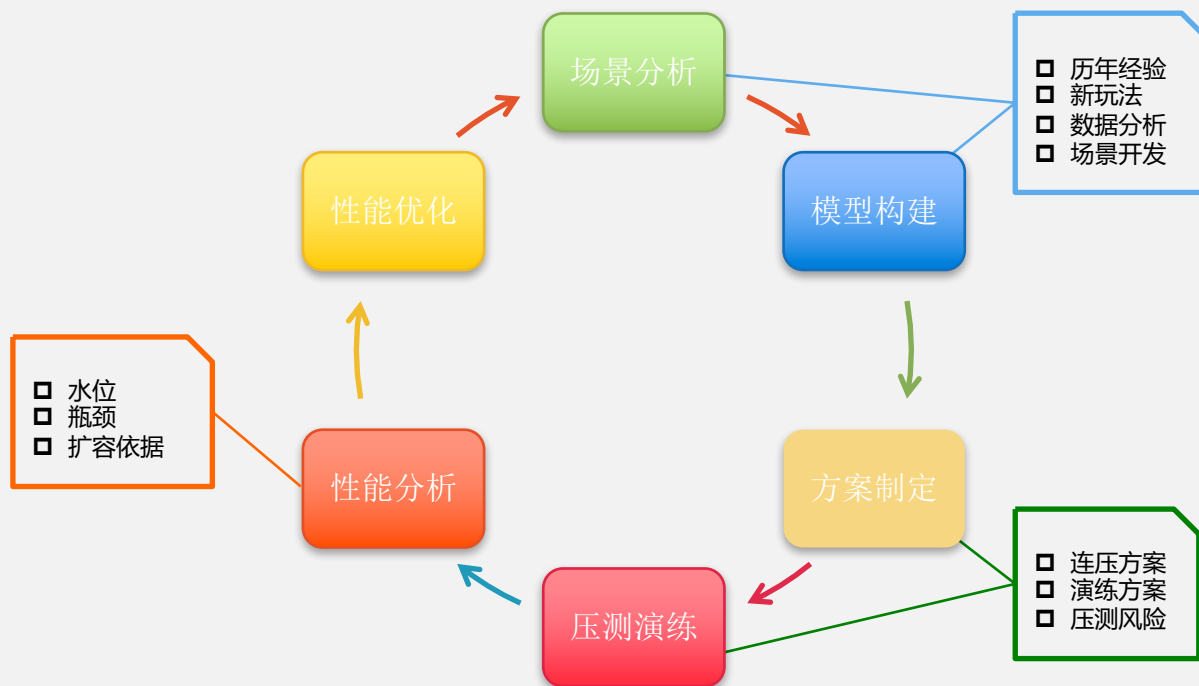 场景分析
历年经验
新玩法
数据分析
场景开发
模型构建
性能优化
水位
瓶颈
扩容依据
性能分析
方案制定
连压方案
演练方案
压测风险
压测演练